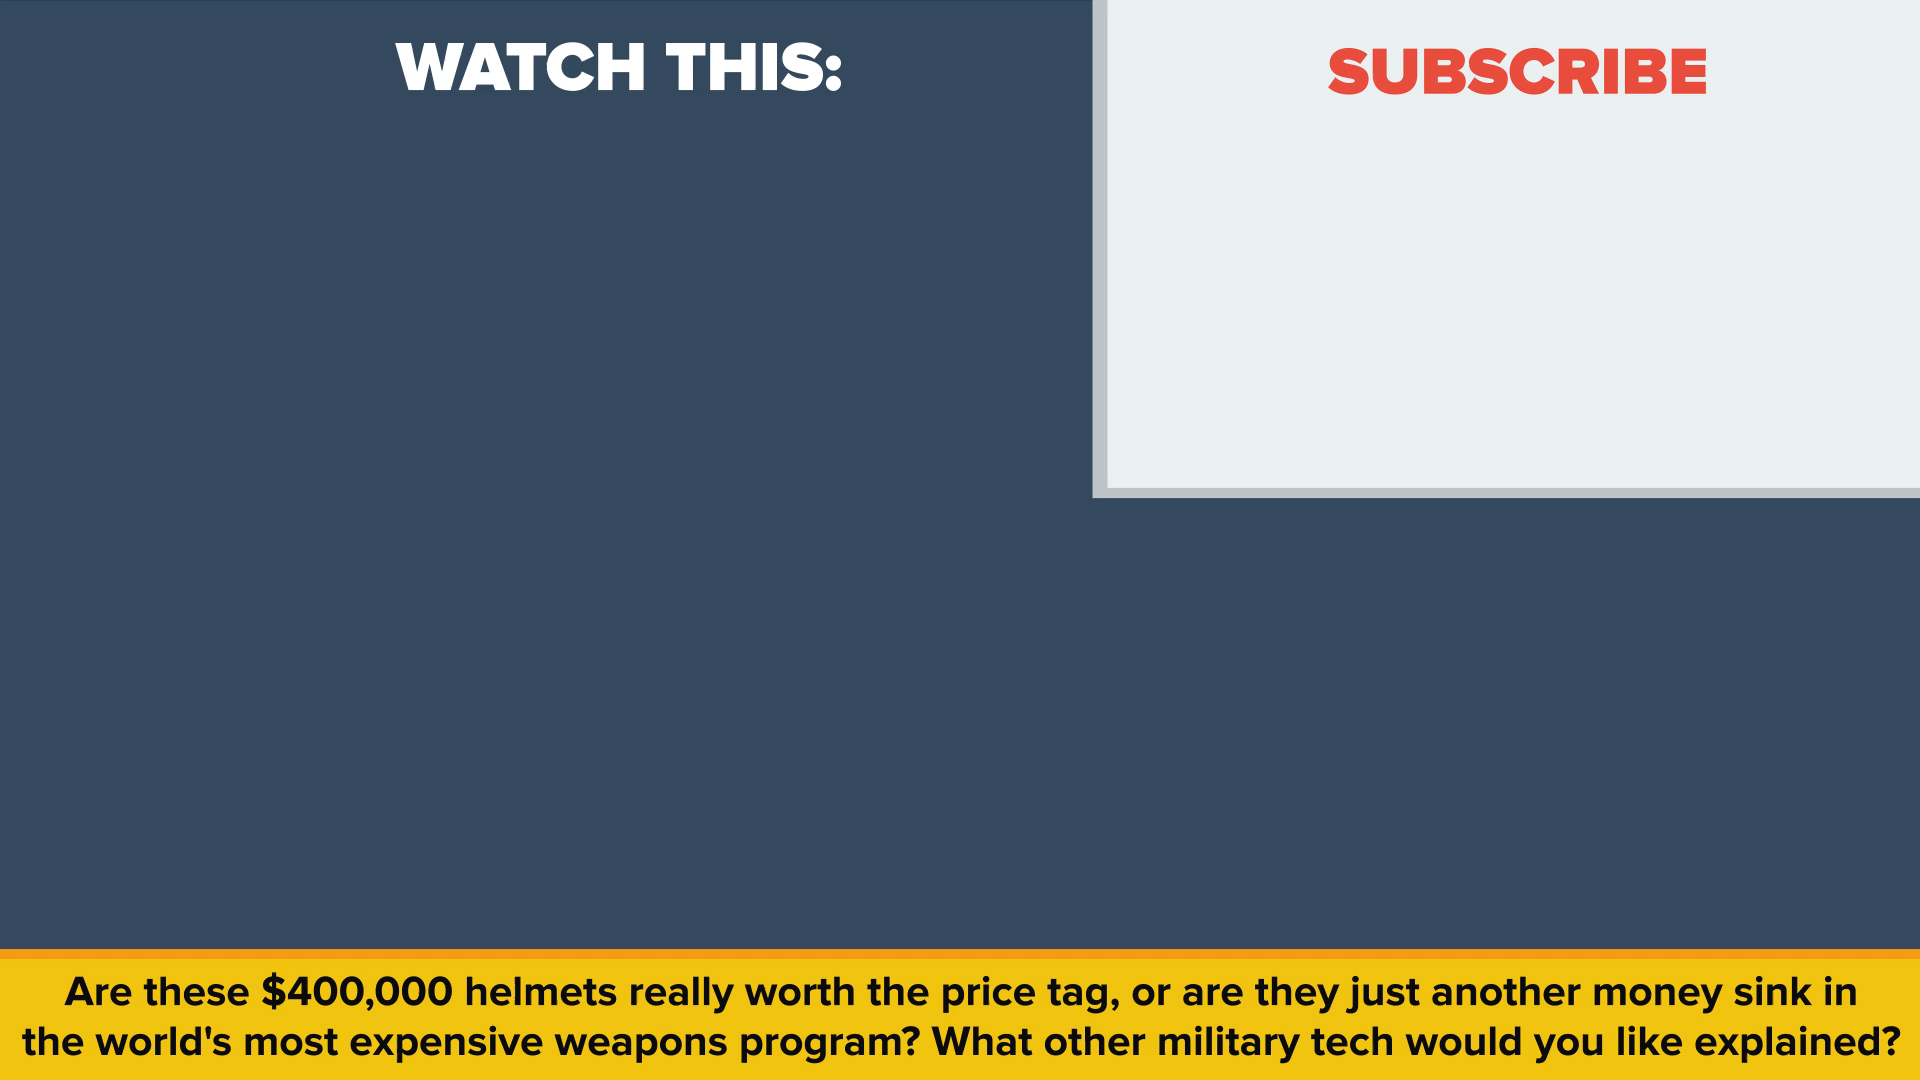 WATCH THIS:
SUBSCRIBE
Are these $400,000 helmets really worth the price tag, or are they just another money sink in
the world's most expensive weapons program? What other military tech would you like explained?